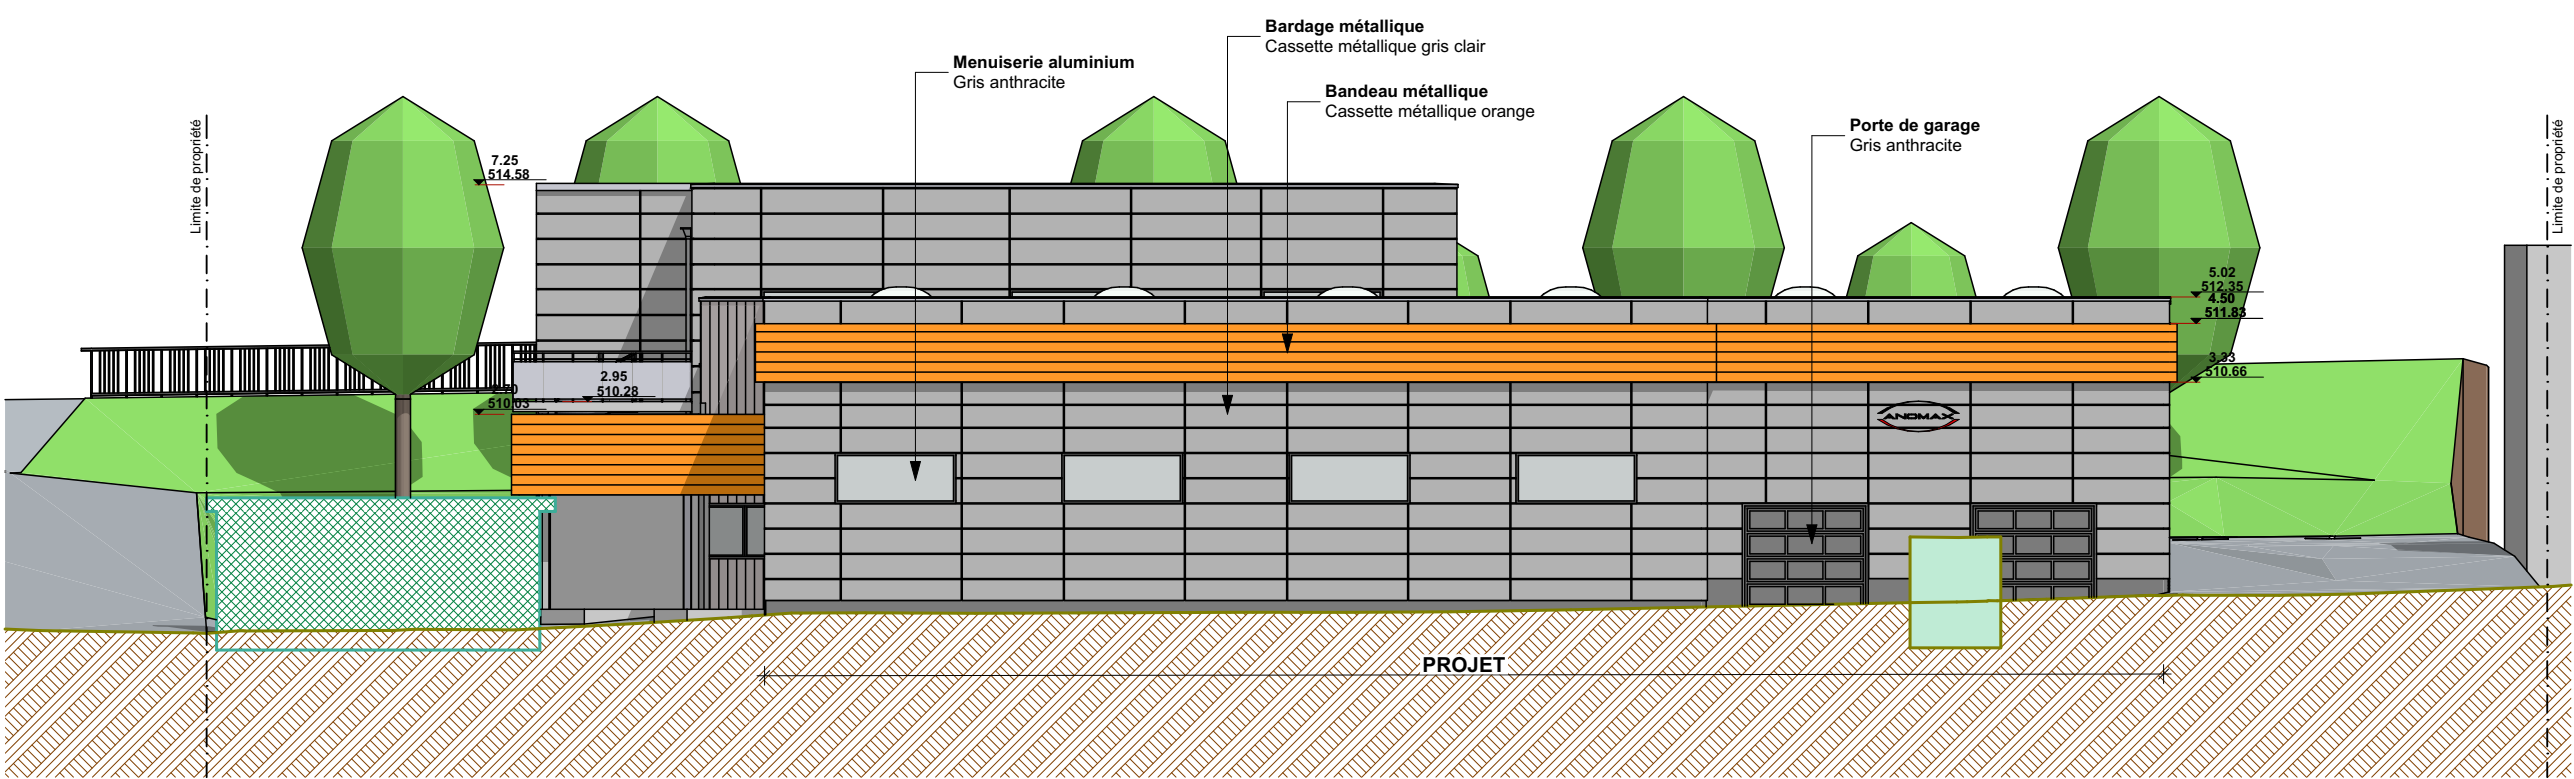 Bardage métallique
Cassette métallique gris clair
Menuiserie aluminium
Gris anthracite
Bandeau métallique
Cassette métallique orange
Porte de garage
Gris anthracite
Limite de propriété
Limite de propriété
7.25
514.58
5.02
512.35
4.50
511.83
3.33
510.66
2.95
510.28
510.03
ANOMAX
PROJET